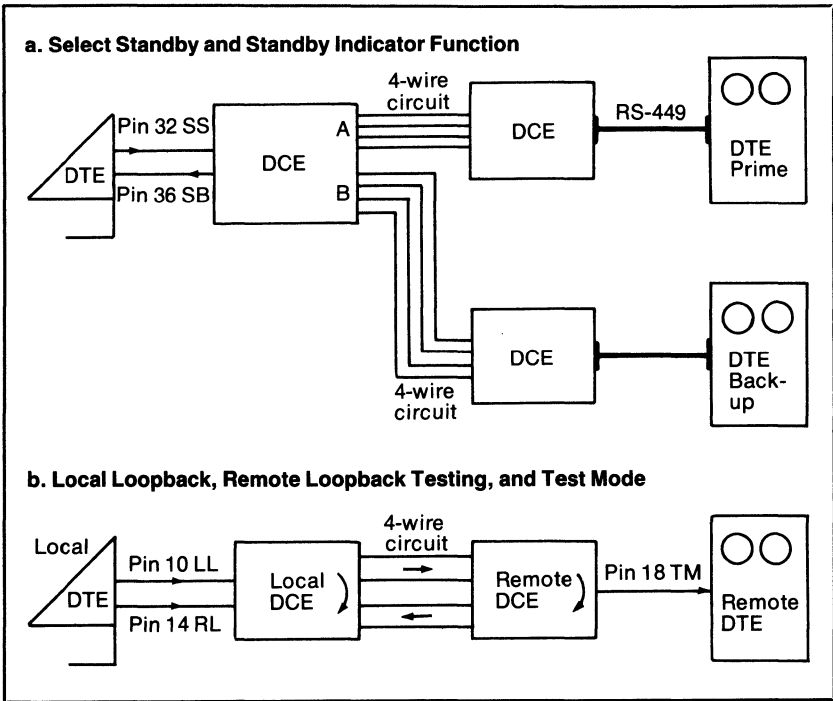 a. Select Standby and Standby Indicator Function
4-wire
circuit
Pin 32 SS
DTE
Pin 36 SB
DCE
A
B
DCE
RS-449
DTE
Prime
DCE
4-wire
circuit
DTE
Back-
up
b. Local Loopback, Remote Loopback Testing, and Test Mode
4-wire
circuit
Local
DTE
Pin 10 LL
Pin 14 RL
Local
DCE
Remote
DCE
Pin 18 TM
Remote
DTE